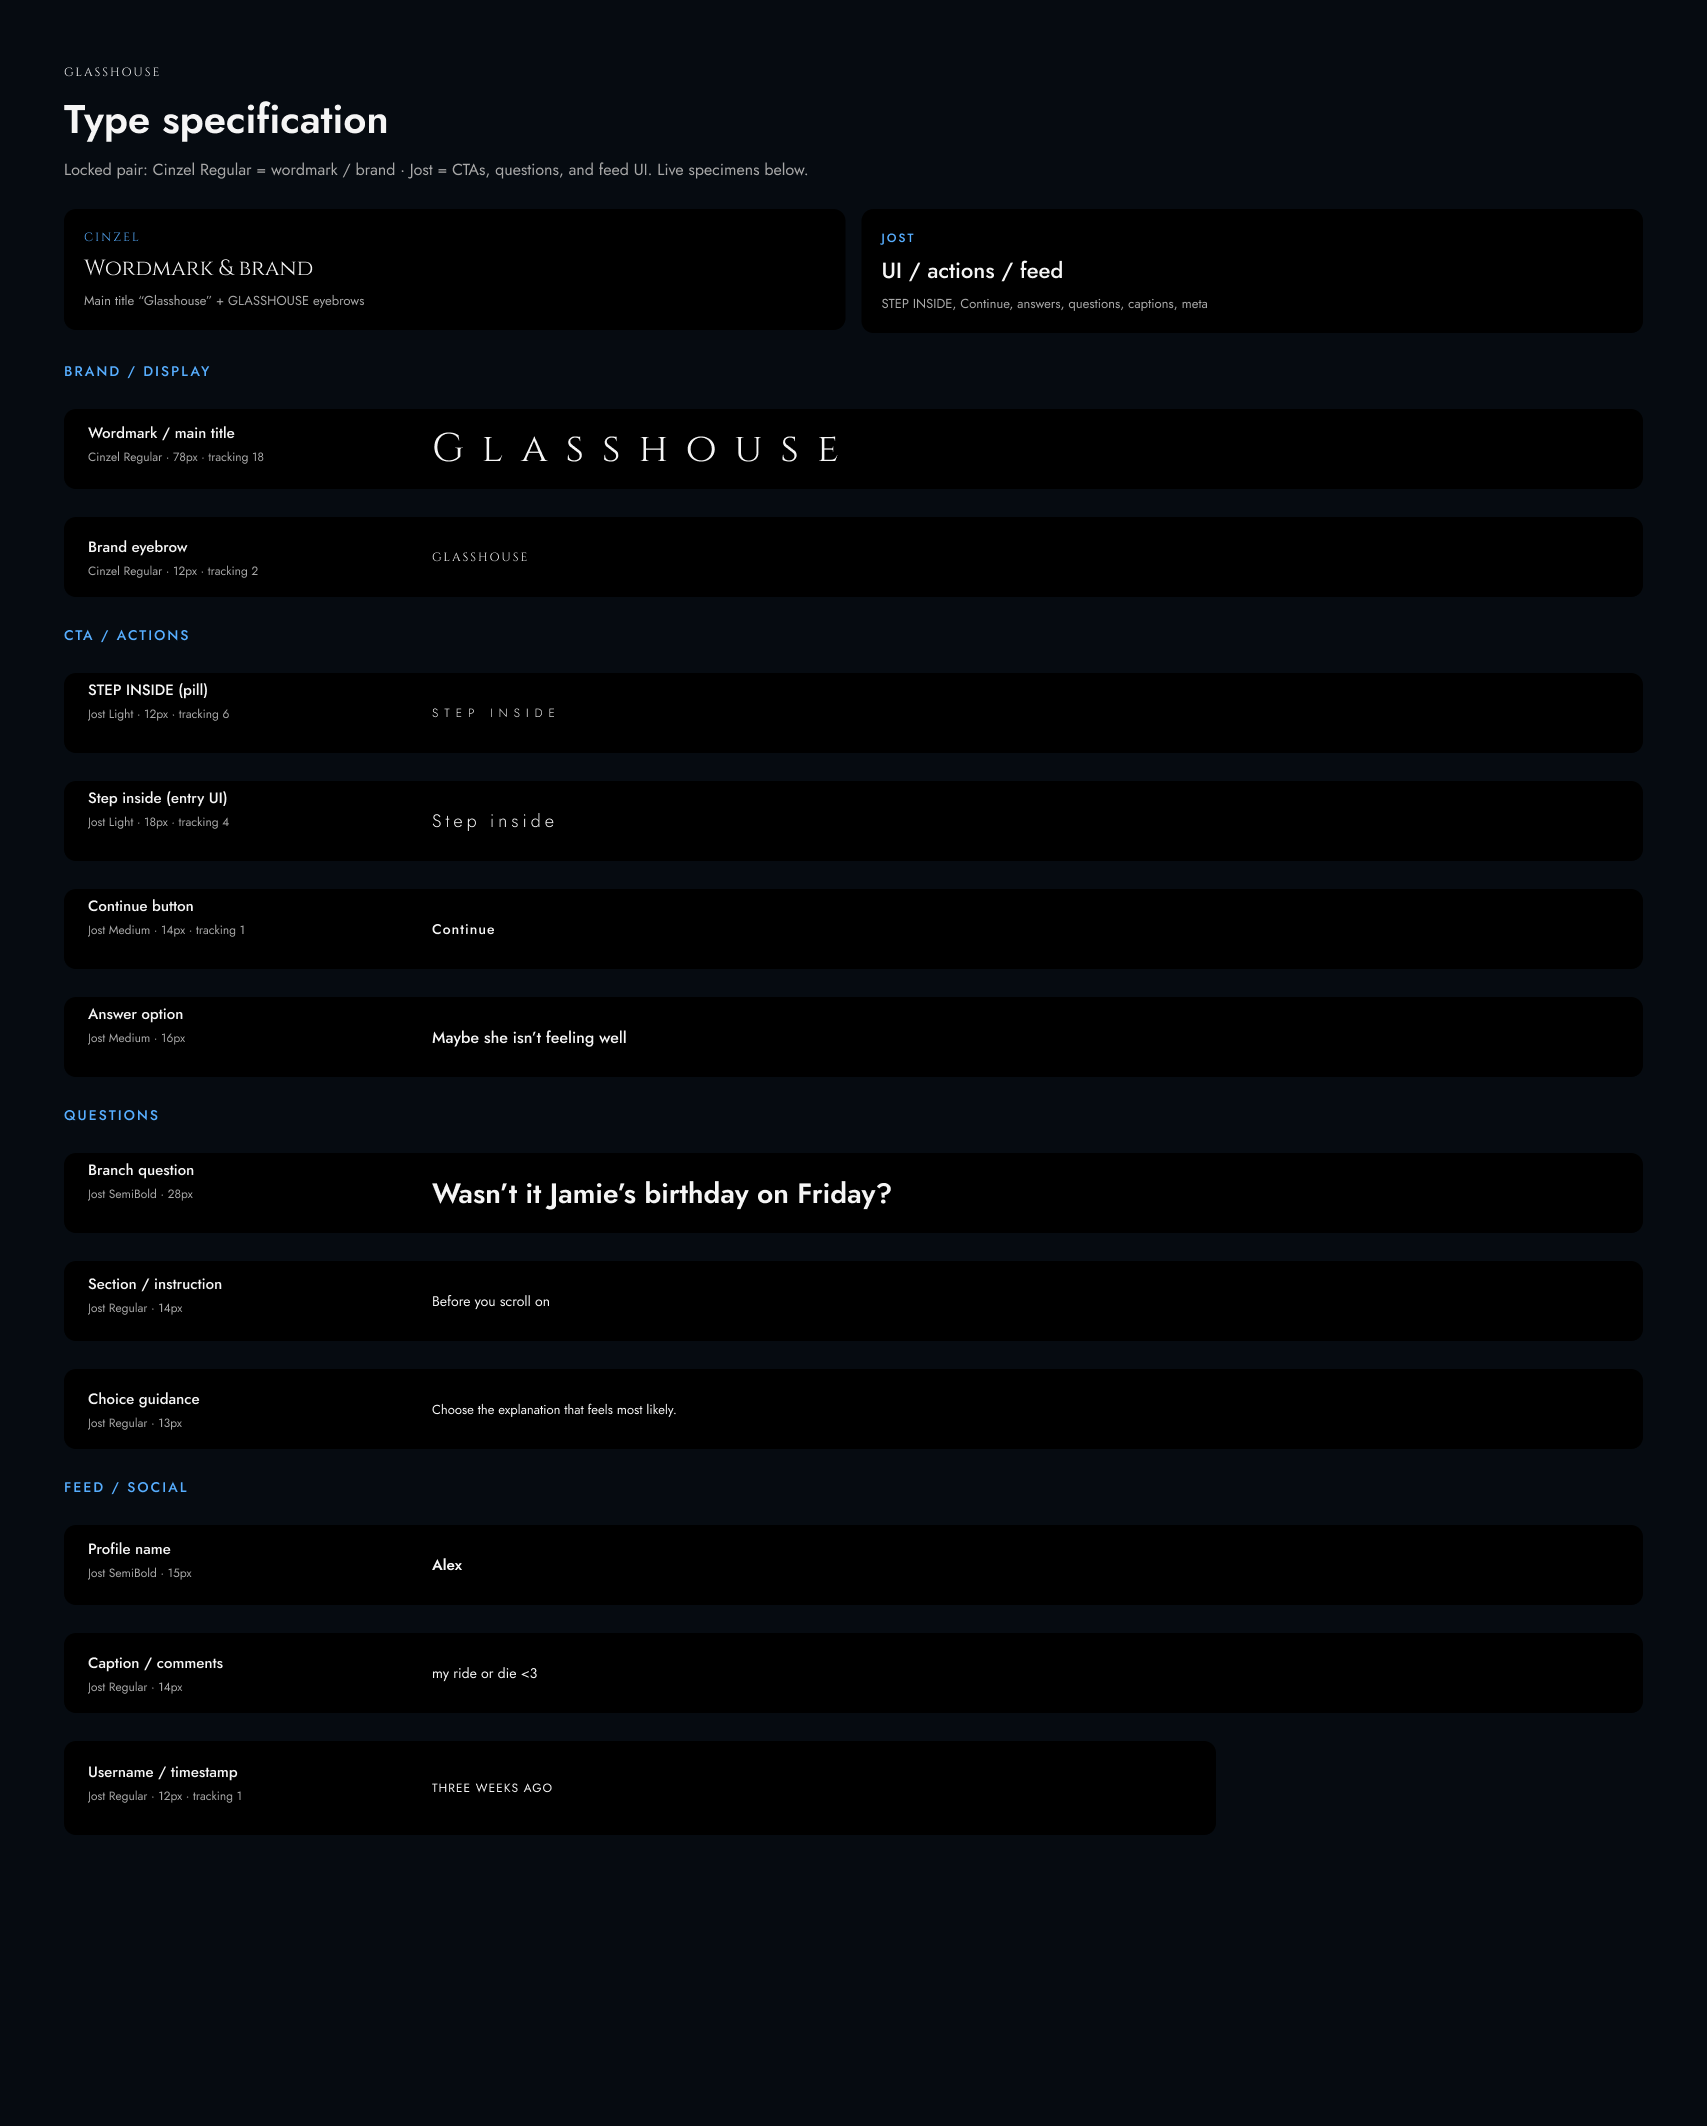 GLASSHOUSE
Type specification
Locked pair: Cinzel Regular = wordmark / brand · Jost = CTAs, questions, and feed UI. Live specimens below.
CINZEL
Wordmark & brand
Main title “Glasshouse” + GLASSHOUSE eyebrows
JOST
UI / actions / feed
STEP INSIDE, Continue, answers, questions, captions, meta
BRAND / DISPLAY
Wordmark / main title
Cinzel Regular · 78px · tracking 18
Glasshouse
Brand eyebrow
Cinzel Regular · 12px · tracking 2
GLASSHOUSE
CTA / ACTIONS
STEP INSIDE (pill)
Jost Light · 12px · tracking 6
STEP INSIDE
Step inside (entry UI)
Jost Light · 18px · tracking 4
Step inside
Continue button
Jost Medium · 14px · tracking 1
Continue
Answer option
Jost Medium · 16px
Maybe she isn’t feeling well
QUESTIONS
Branch question
Jost SemiBold · 28px
Wasn’t it Jamie’s birthday on Friday?
Section / instruction
Jost Regular · 14px
Before you scroll on
Choice guidance
Jost Regular · 13px
Choose the explanation that feels most likely.
FEED / SOCIAL
Profile name
Jost SemiBold · 15px
Alex
Caption / comments
Jost Regular · 14px
my ride or die <3
Username / timestamp
Jost Regular · 12px · tracking 1
THREE WEEKS AGO